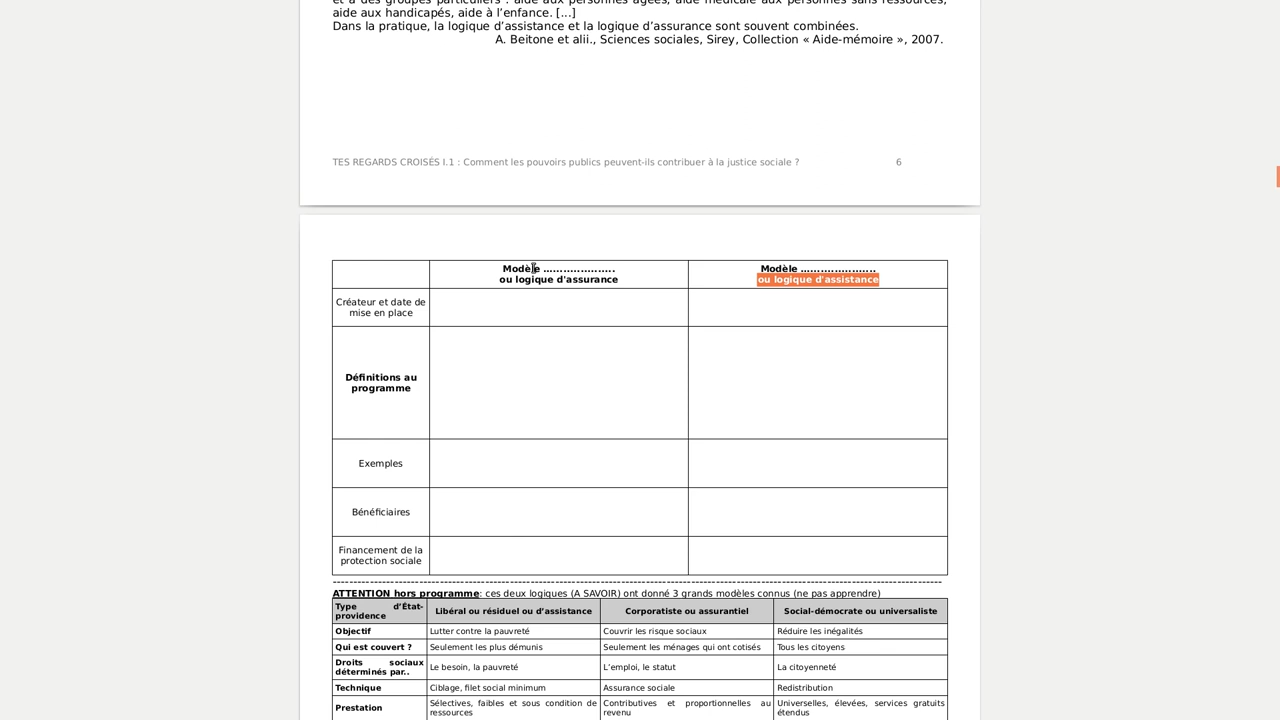 et à des groupes particuliers : aide aux personnes âgées, aide médicale aux personnes sans ressources,
aide aux handicapés, aide à l'enfance. [...]
Dans la pratique, la logique d'assistance et la logique d'assurance sont souvent combinées.
A. Beitone et alii., Sciences sociales, Sirey, Collection « Aide-mémoire », 2007.
TES REGARDS CROISÉS I.1 : Comment les pouvoirs publics peuvent-ils contribuer à la justice sociale ? 6
Modèle ..................... Modèle ......................
ou logique d'assurance ou logique d'assistance
Créateur et date de
mise en place
Définitions au
programme
Exemples
Bénéficiaires
Financement de la
protection sociale
ATTENTION hors programme: ces deux logiques (A SAVOIR) ont donné 3 grands modèles connus (ne pas apprendre)
Type d'État-providence Libéral ou résiduel ou d'assistance Corporatiste ou assurantiel Social-démocrate ou universaliste
Objectif Lutter contre la pauvreté Couvrir les risque sociaux Réduire les inégalités
Qui est couvert ? Seulement les plus démunis Seulement les ménages qui ont cotisés Tous les citoyens
Droits sociaux déterminés par.. Le besoin, la pauvreté L'emploi, le statut La citoyenneté
Technique Ciblage, filet social minimum Assurance sociale Redistribution
Prestation Sélectives, faibles et sous condition de ressources Contributives et proportionnelles au revenu Universelles, élevées, services gratuits étendus